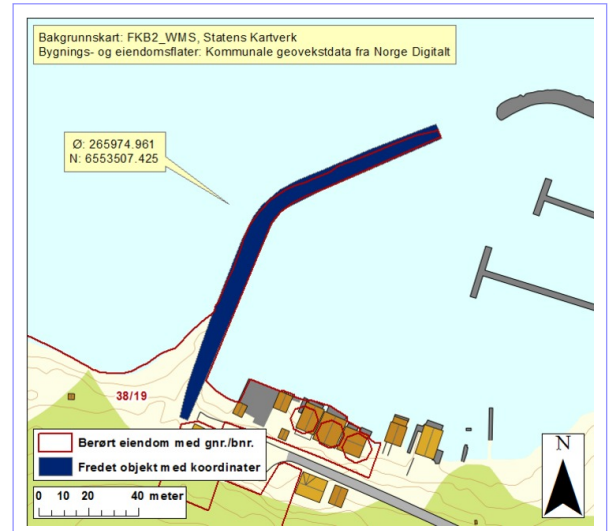 Bakgrunnskart: FKB2_WMS, Statens Kartverk
Bygnings- og eiendomsflater: Kommunale geovekstdata fra Norge Digitalt
Ø: 265974.961
N: 6553507.425
38/19
Berørt eiendom med gnr./bnr.
Fredet objekt med koordinater
0 10 20 40 meter
N